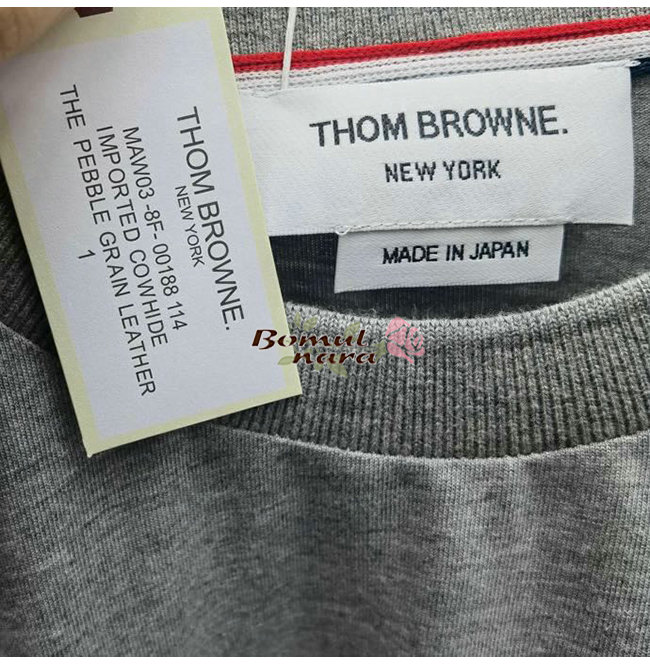 THOM BROWNE.
NEW YORK
MAW03 -8F- 00188 114
IMPORTED COWHIDE
THE PEBBLE GRAIN LEATHER
1
THOM BROWNE.
NEW YORK
MADE IN JAPAN
Bomul
nara